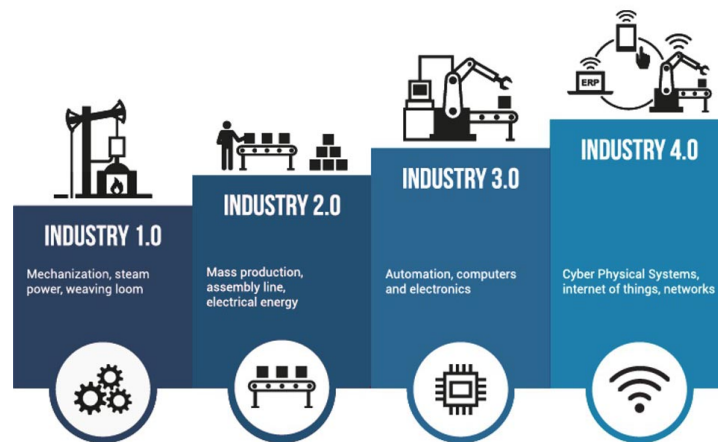 ERP
INDUSTRY 1.0
Mechanization, steam
power, weaving loom
INDUSTRY 2.0
Mass production,
assembly line,
electrical energy
INDUSTRY 3.0
Automation, computers
and electronics
INDUSTRY 4.0
Cyber Physical Systems,
internet of things, networks